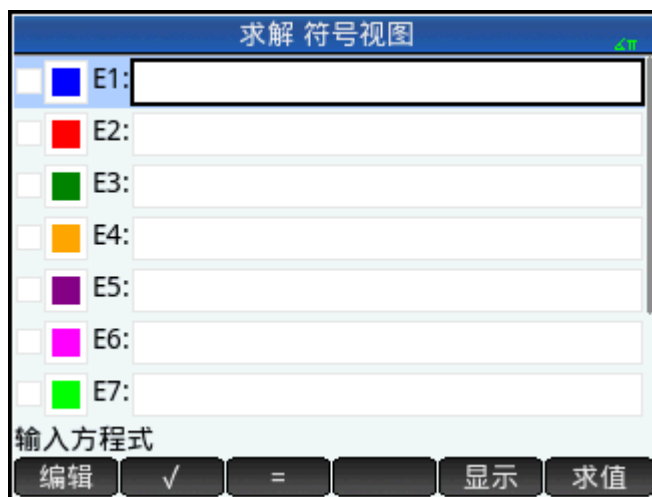 求解 符号视图
∡π
E1:
E2:
E3:
E4:
E5:
E6:
E7:
输入方程式
编辑 √ = 显示 求值